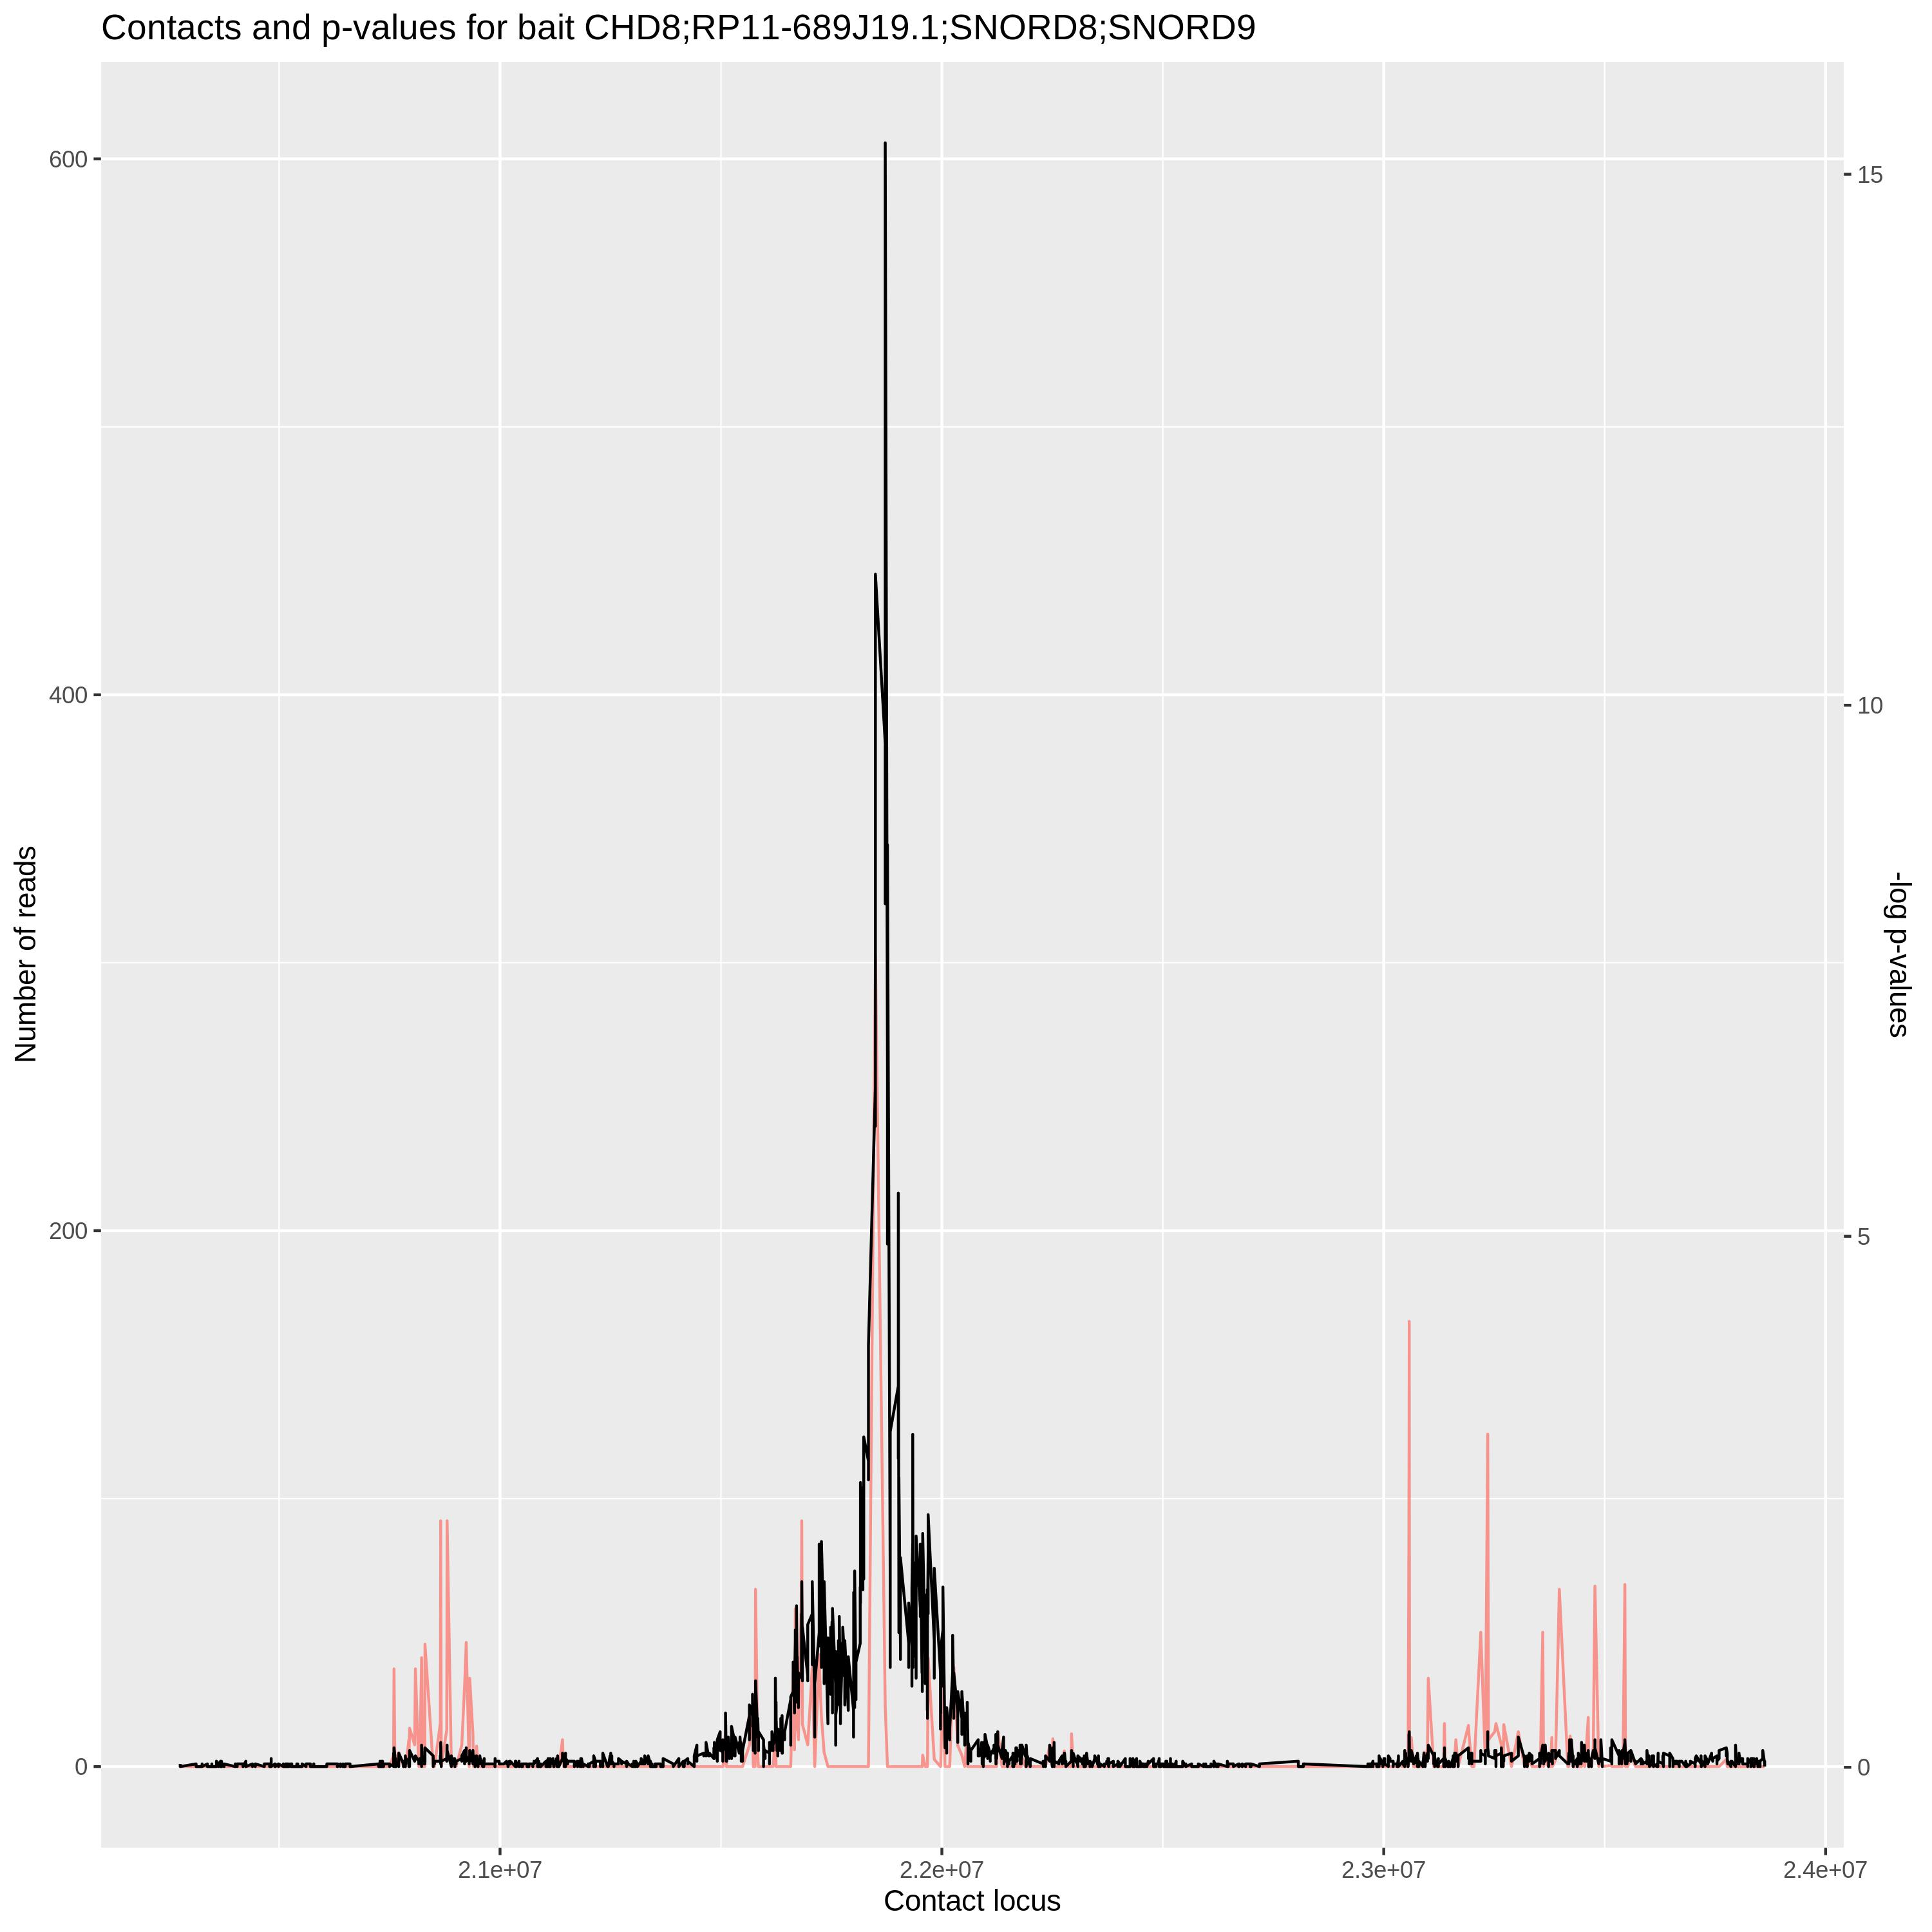 Contacts and p-values for bait CHD8;RP11-689J19.1;SNORD8;SNORD9
600
400
200
0
Number of reads
15
10
5
0
-log p-values
2.1e+07
2.2e+07
2.3e+07
2.4e+07
Contact locus